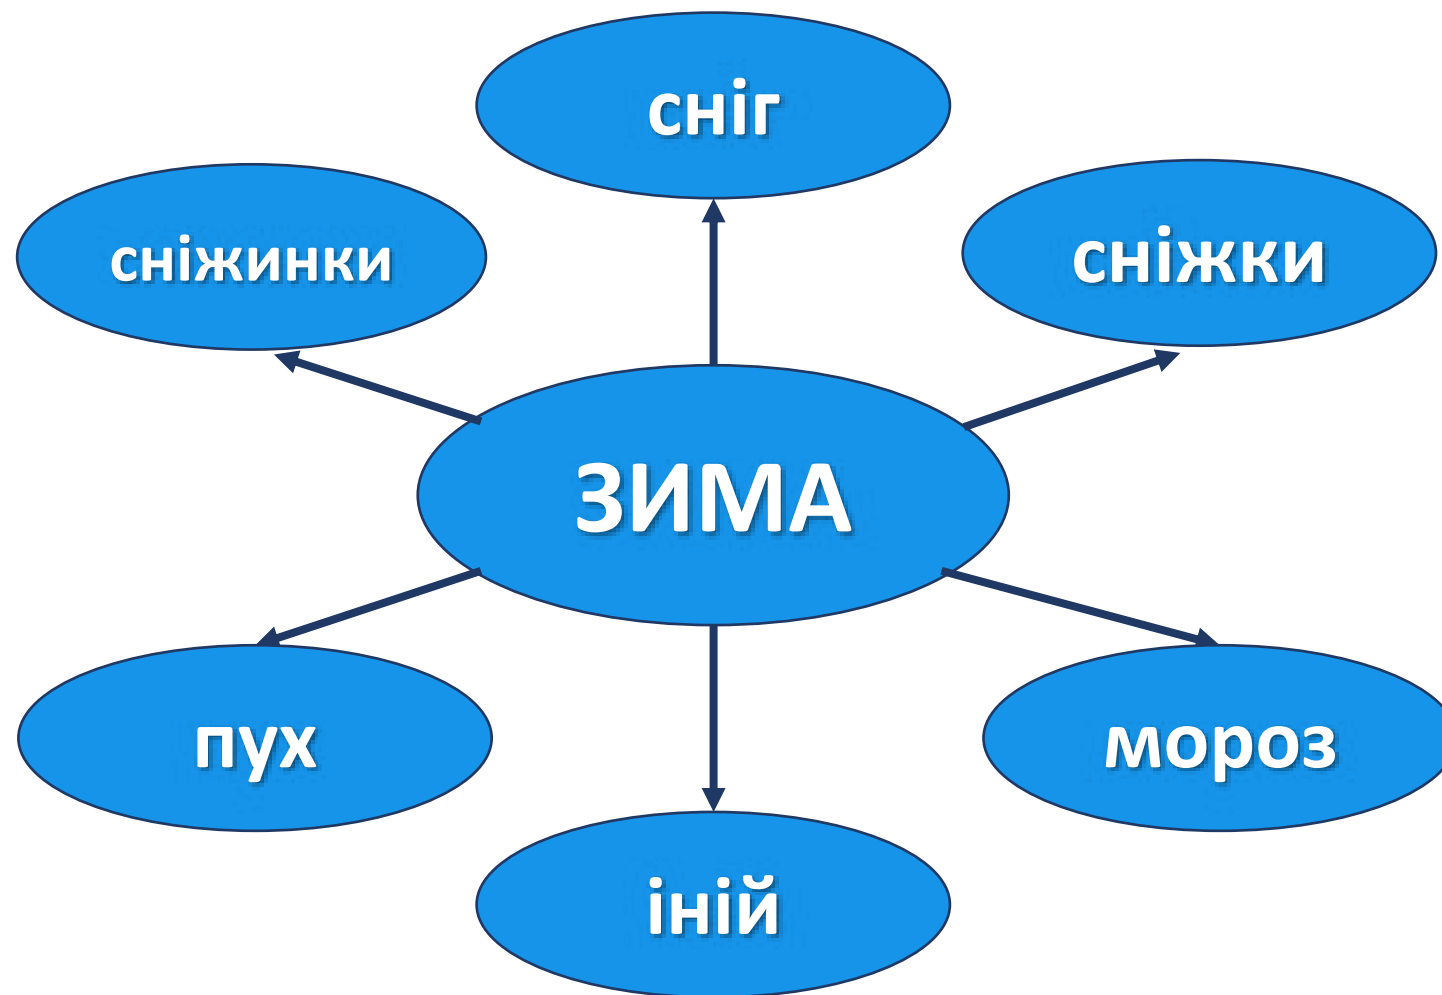 сніг
сніжинки
сніжки
ЗИМА
пух
мороз
іній